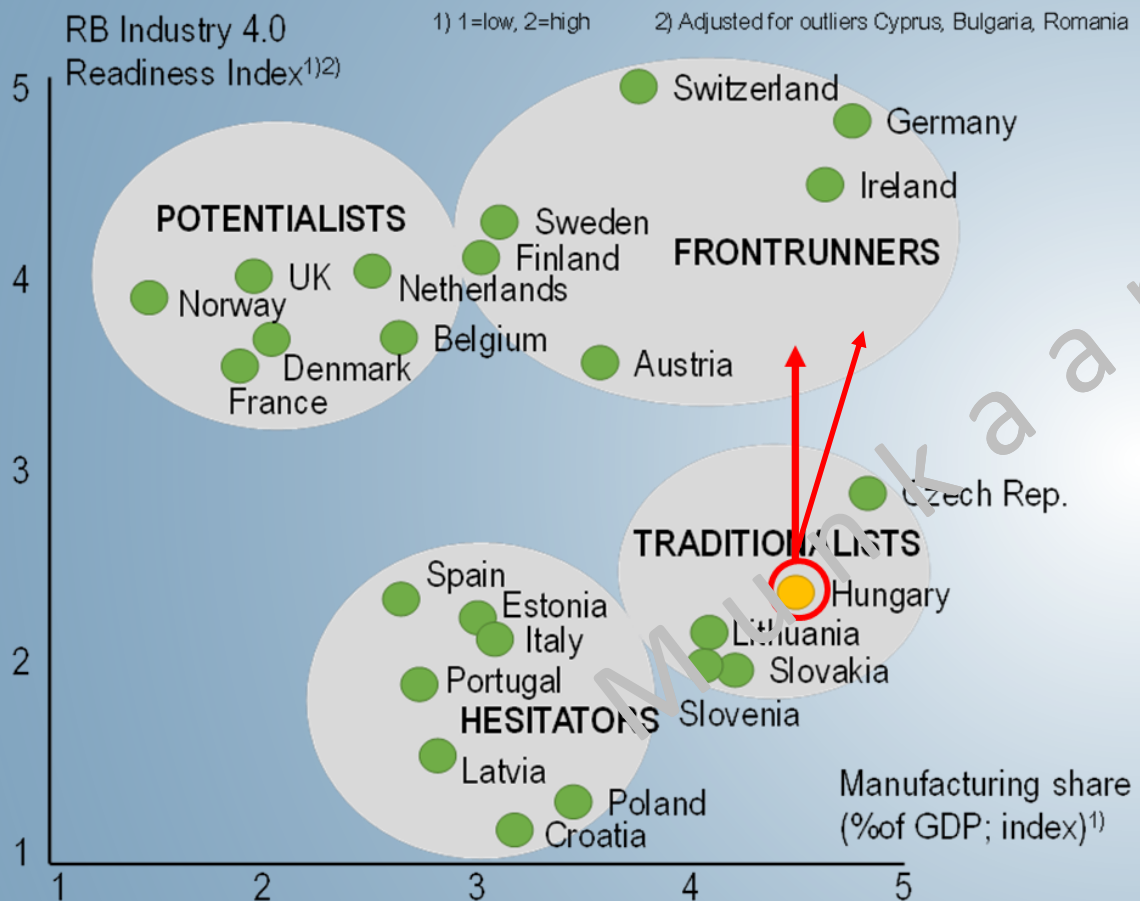 RB Industry 4.0
Readiness Index1)2)
1) 1=low, 2=high
2) Adjusted for outliers Cyprus, Bulgaria, Romania
5
4
3
2
1
Switzerland
Germany
Ireland
POTENTIALISTS
Sweden
FRONTRUNNERS
Finland
UK
Netherlands
Norway
Belgium
Denmark
Austria
France
Czech Rep.
TRADITIONALISTS
Spain
Hungary
Estonia
Lithuania
Italy
Slovakia
Portugal
HESITATORS
Slovenia
Latvia
Poland
Croatia
Manufacturing share
(%of GDP; index)1)
1
2
3
4
5
Munkaa